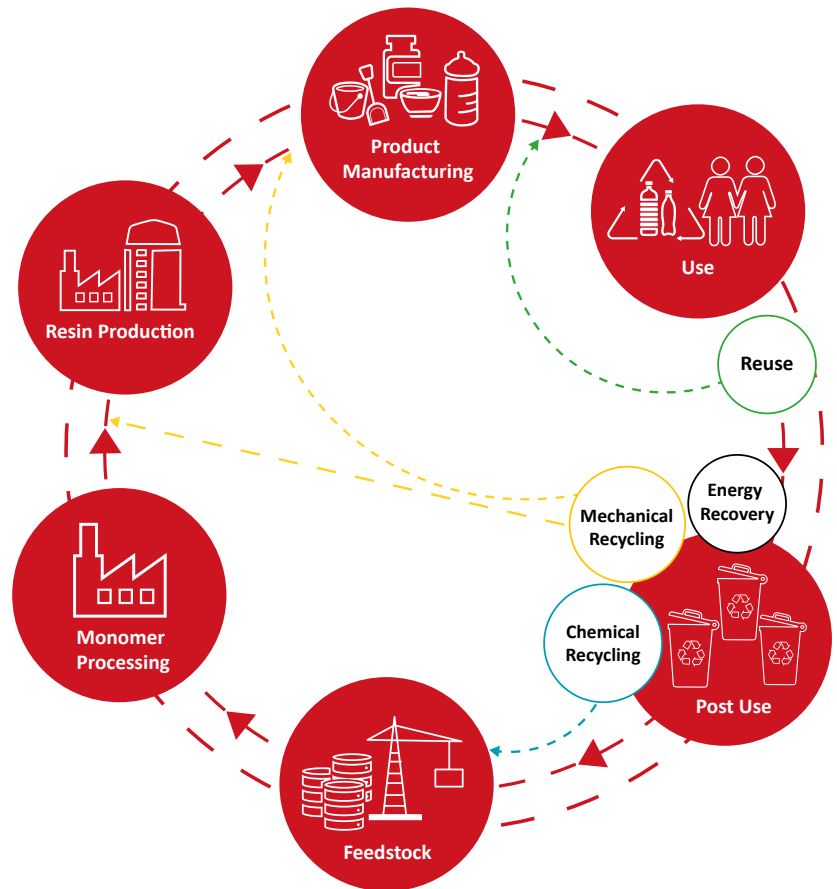 Product
Manufacturing
Use
Resin Production
Reuse
Energy
Recovery
Mechanical
Recycling
Chemical
Recycling
Monomer
Processing
Post Use
Feedstock